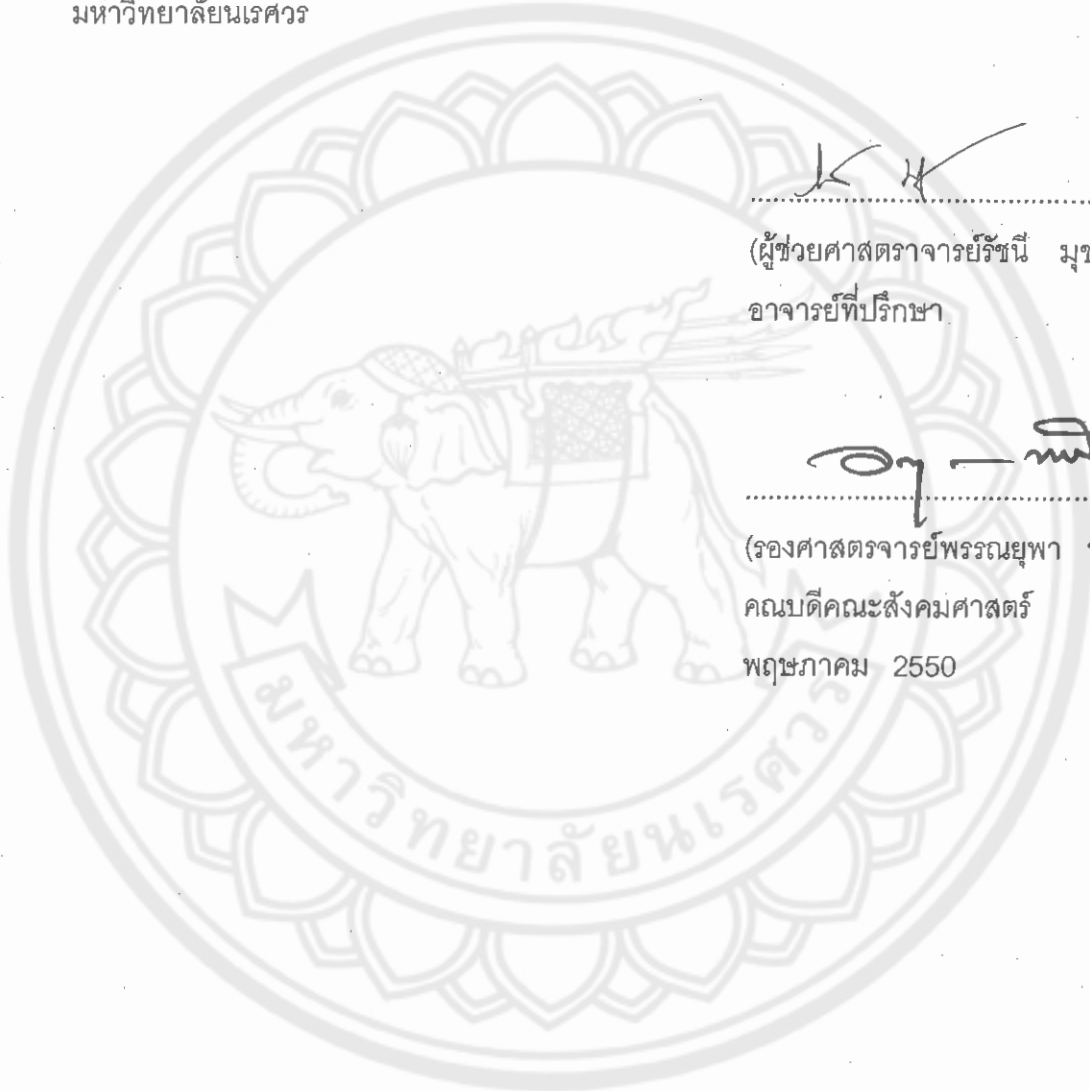 มหาวิทยาลัยนเรศวร
(ผู้ช่วยศาสตราจารย์รัชนี
อาจารย์ที่ปรึกษา
(รองศาสตรจารย์พรรณยุพา
คณบดีคณะสังคมศาสตร์
พฤษภาคม 2550
มหาวิทยาลัยนเรศวร